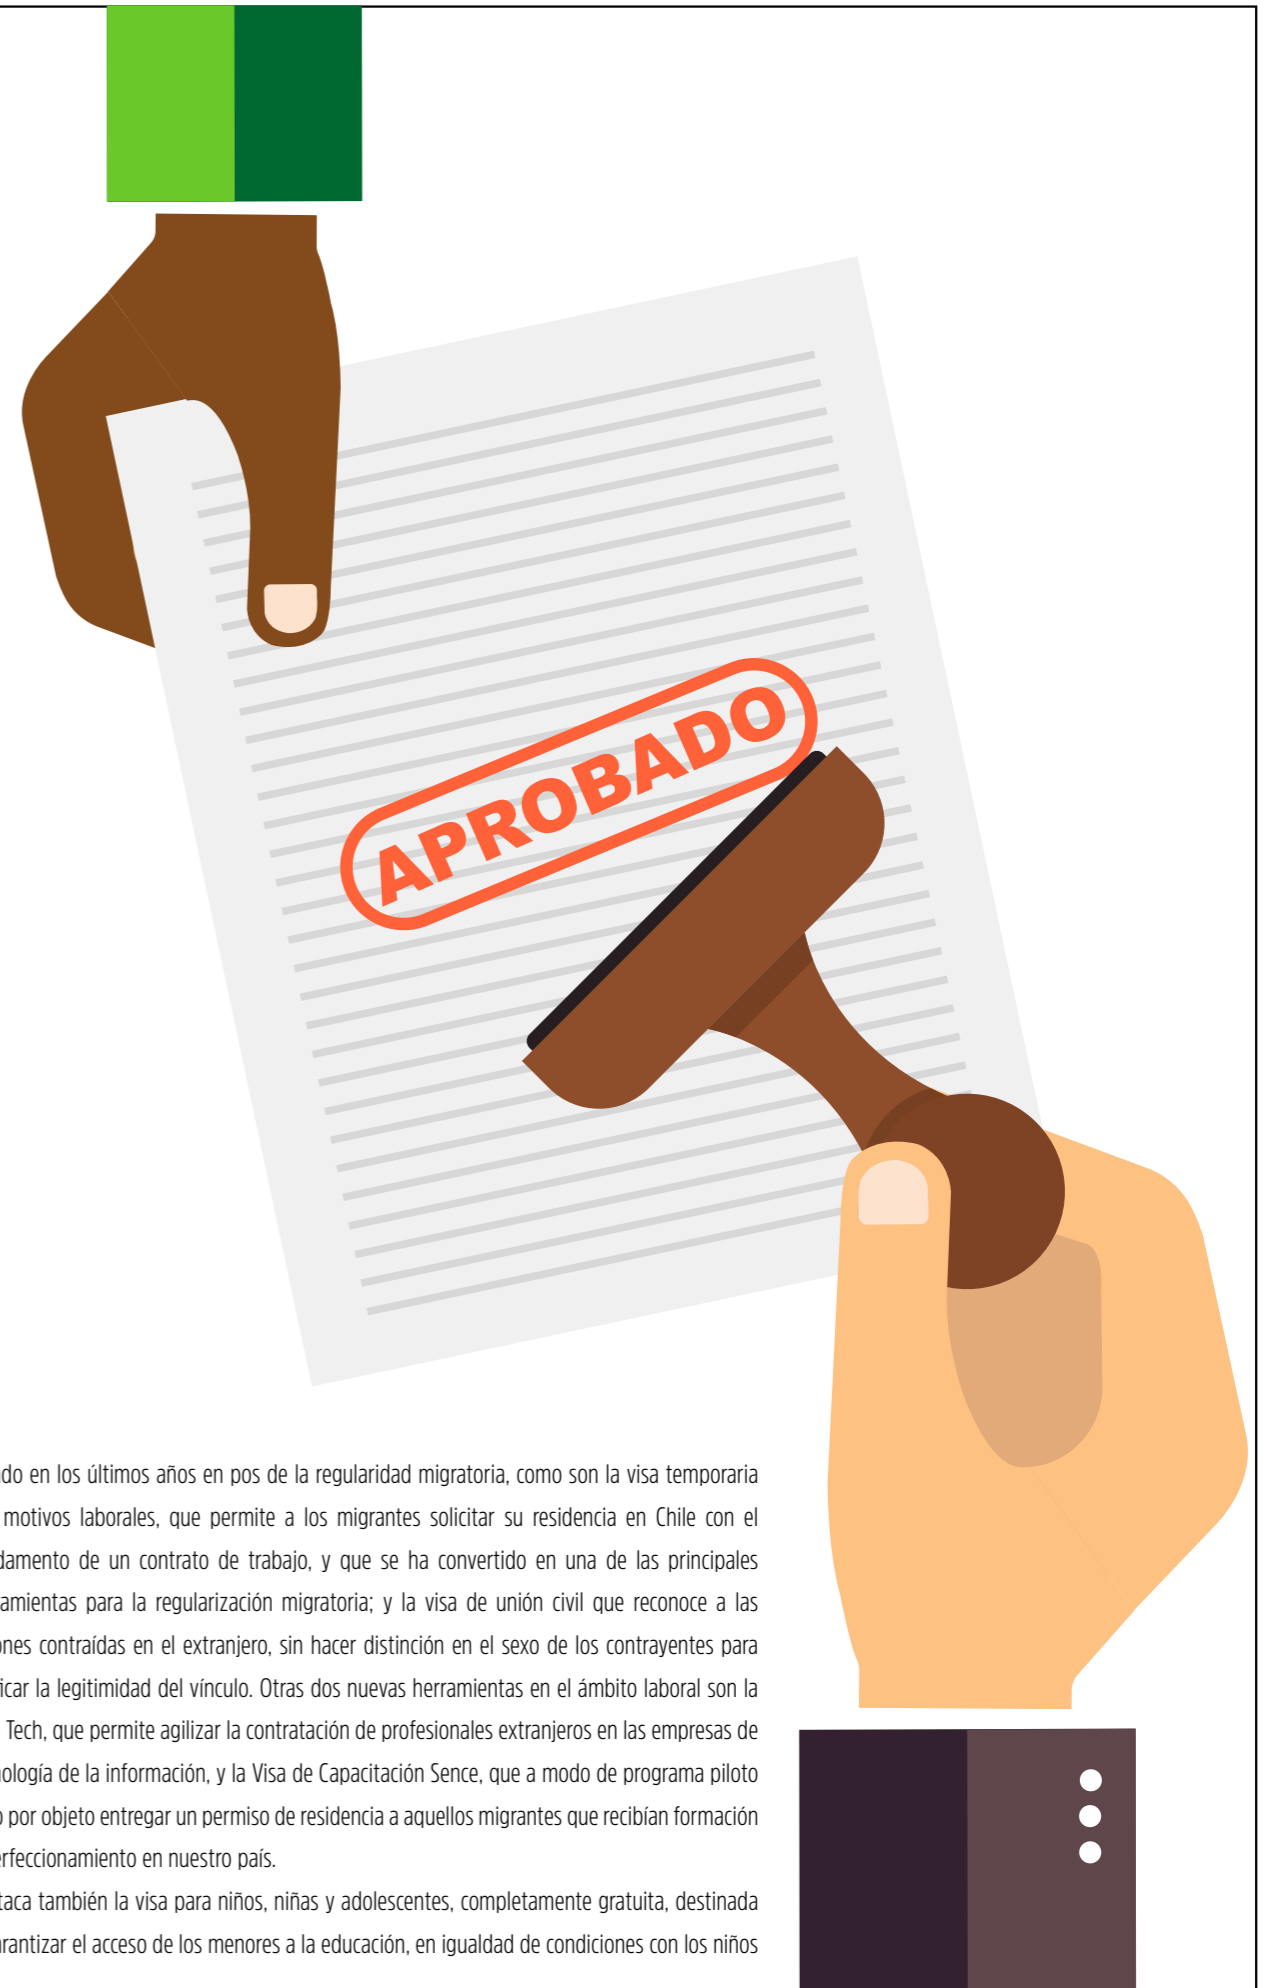 APROBADO
do en los últimos años en pos de la regularidad migratoria, como son la visa temporaria
motivos laborales, que permite a los migrantes solicitar su residencia en Chile con el
damento de un contrato de trabajo, y que se ha convertido en una de las principales
amientas para la regularización migratoria; y la visa de unión civil que reconoce a las
ones contraídas en el extranjero, sin hacer distinción en el sexo de los contrayentes para
ficar la legitimidad del vínculo. Otras dos nuevas herramientas en el ámbito laboral son la
Tech, que permite agilizar la contratación de profesionales extranjeros en las empresas de
nología de la información, y la Visa de Capacitación Sence, que a modo de programa piloto
o por objeto entregar un permiso de residencia a aquellos migrantes que recibían formación
erfeccionamiento en nuestro país.
taca también la visa para niños, niñas y adolescentes, completamente gratuita, destinada
arantizar el acceso de los menores a la educación, en igualdad de condiciones con los niños